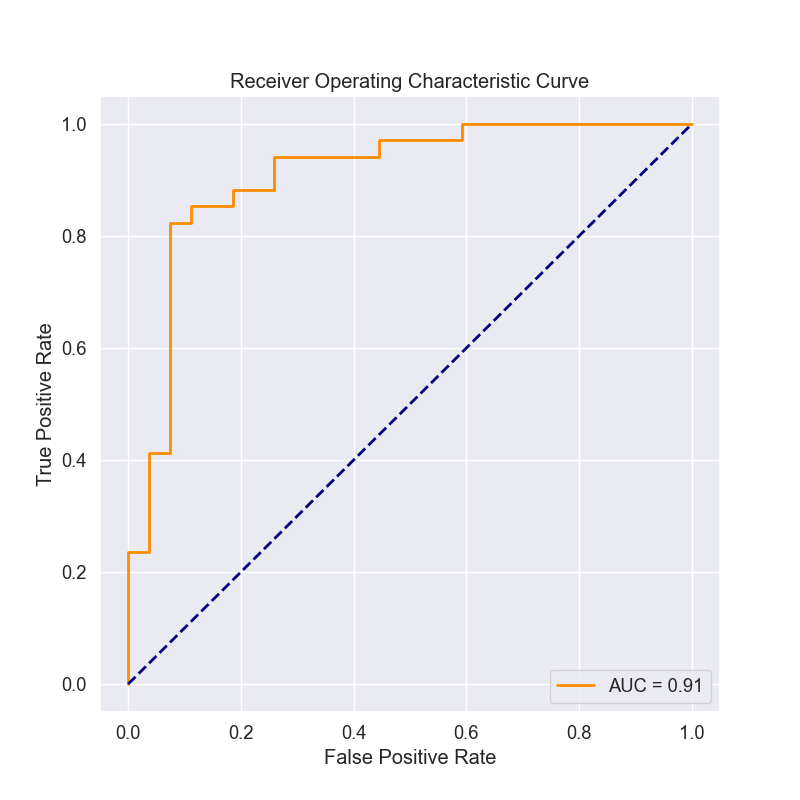 Receiver Operating Characteristic Curve
1.0
0.8
0.6
0.4
0.2
0.0
True Positive Rate
AUC = 0.91
0.0 0.2 0.4 0.6 0.8 1.0
False Positive Rate